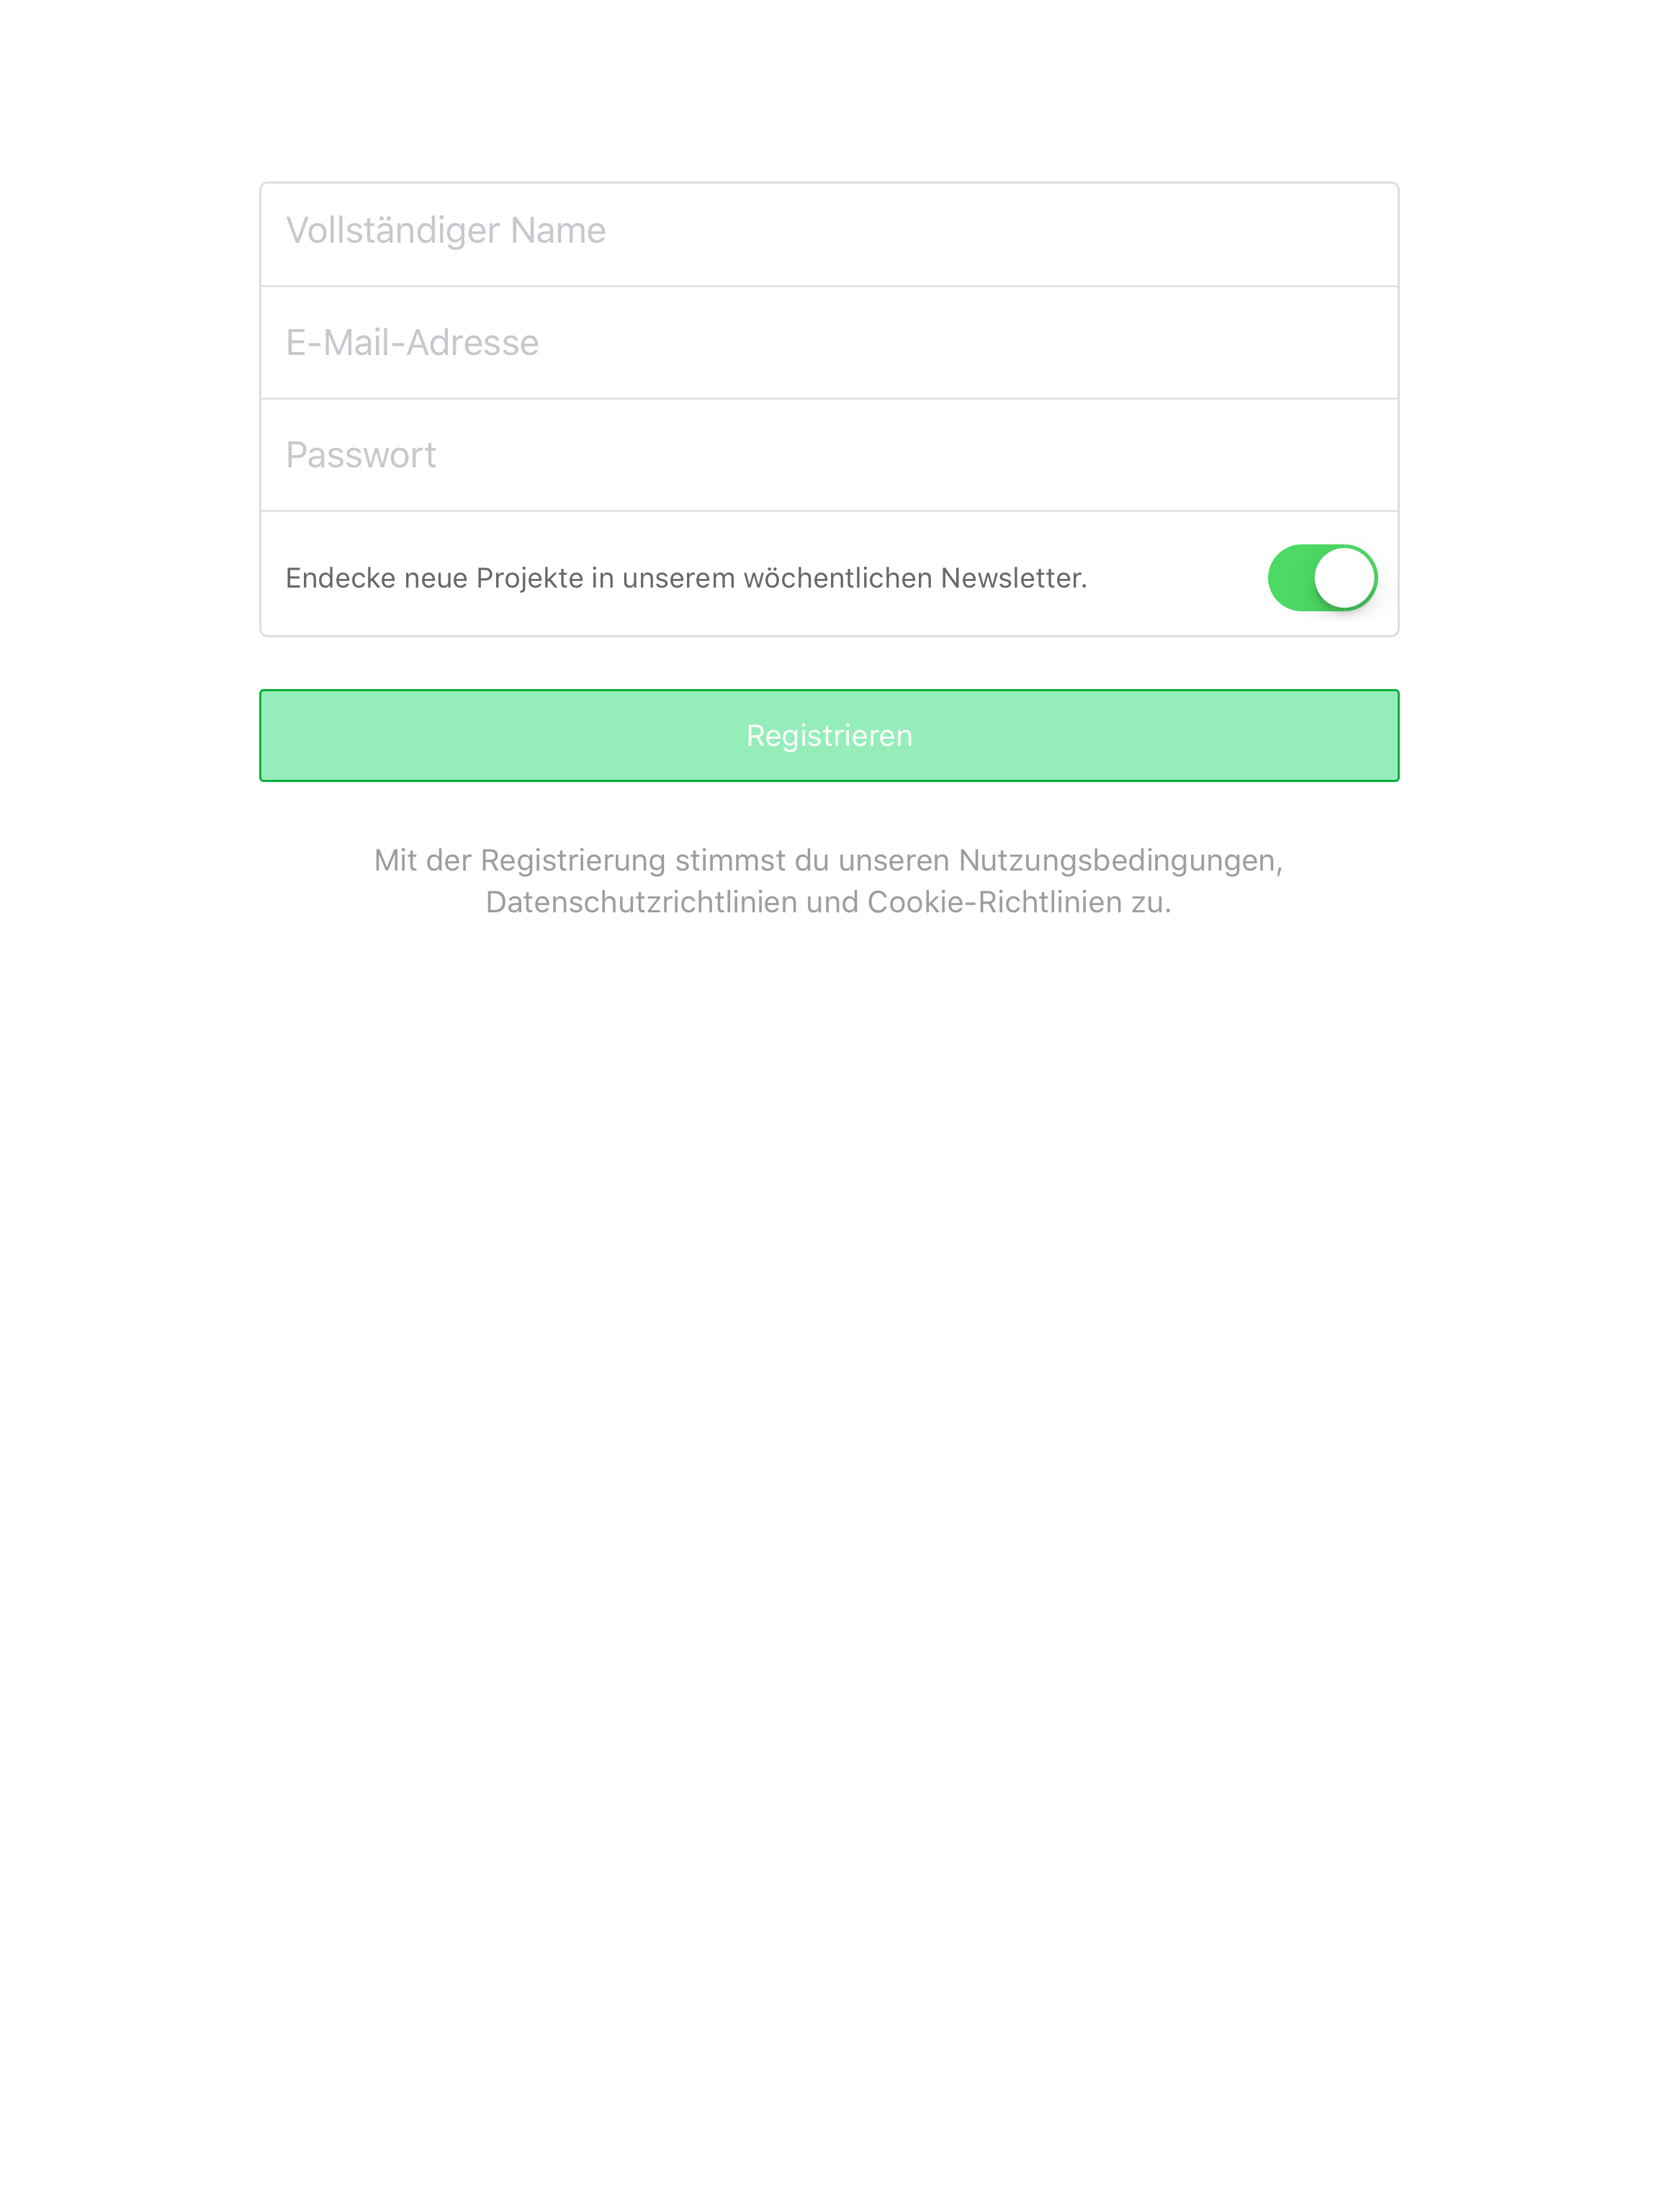 Vollständiger Name
E-Mail-Adresse
Passwort
Endecke neue Projekte in unserem wöchentlichen Newsletter.
Registrieren
Mit der Registrierung stimmst du unseren Nutzungsbedingungen,
Datenschutzrichtlinien und Cookie-Richtlinien zu.